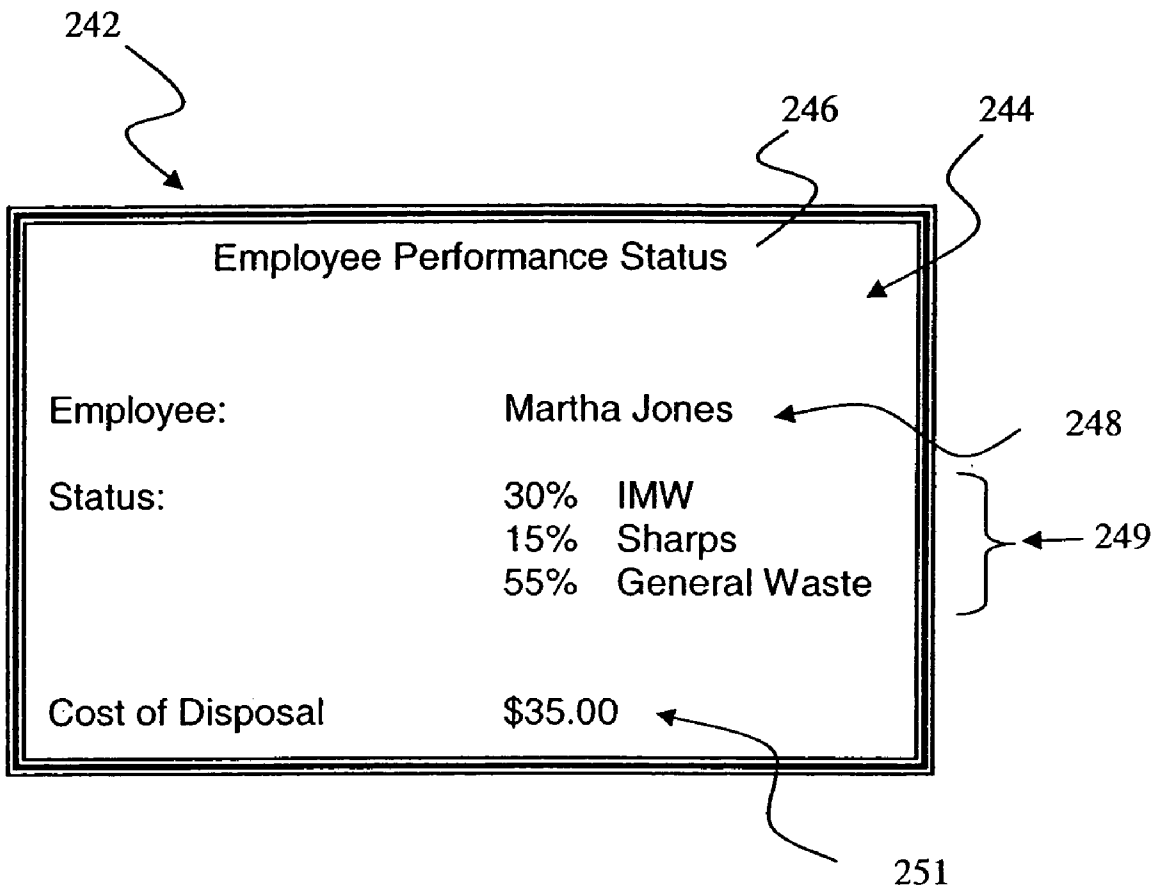 242
246
244
Employee Performance Status
Employee: Martha Jones
248
Status: 30% IMW
15% Sharps
249
55% General Waste
Cost of Disposal $35.00
251